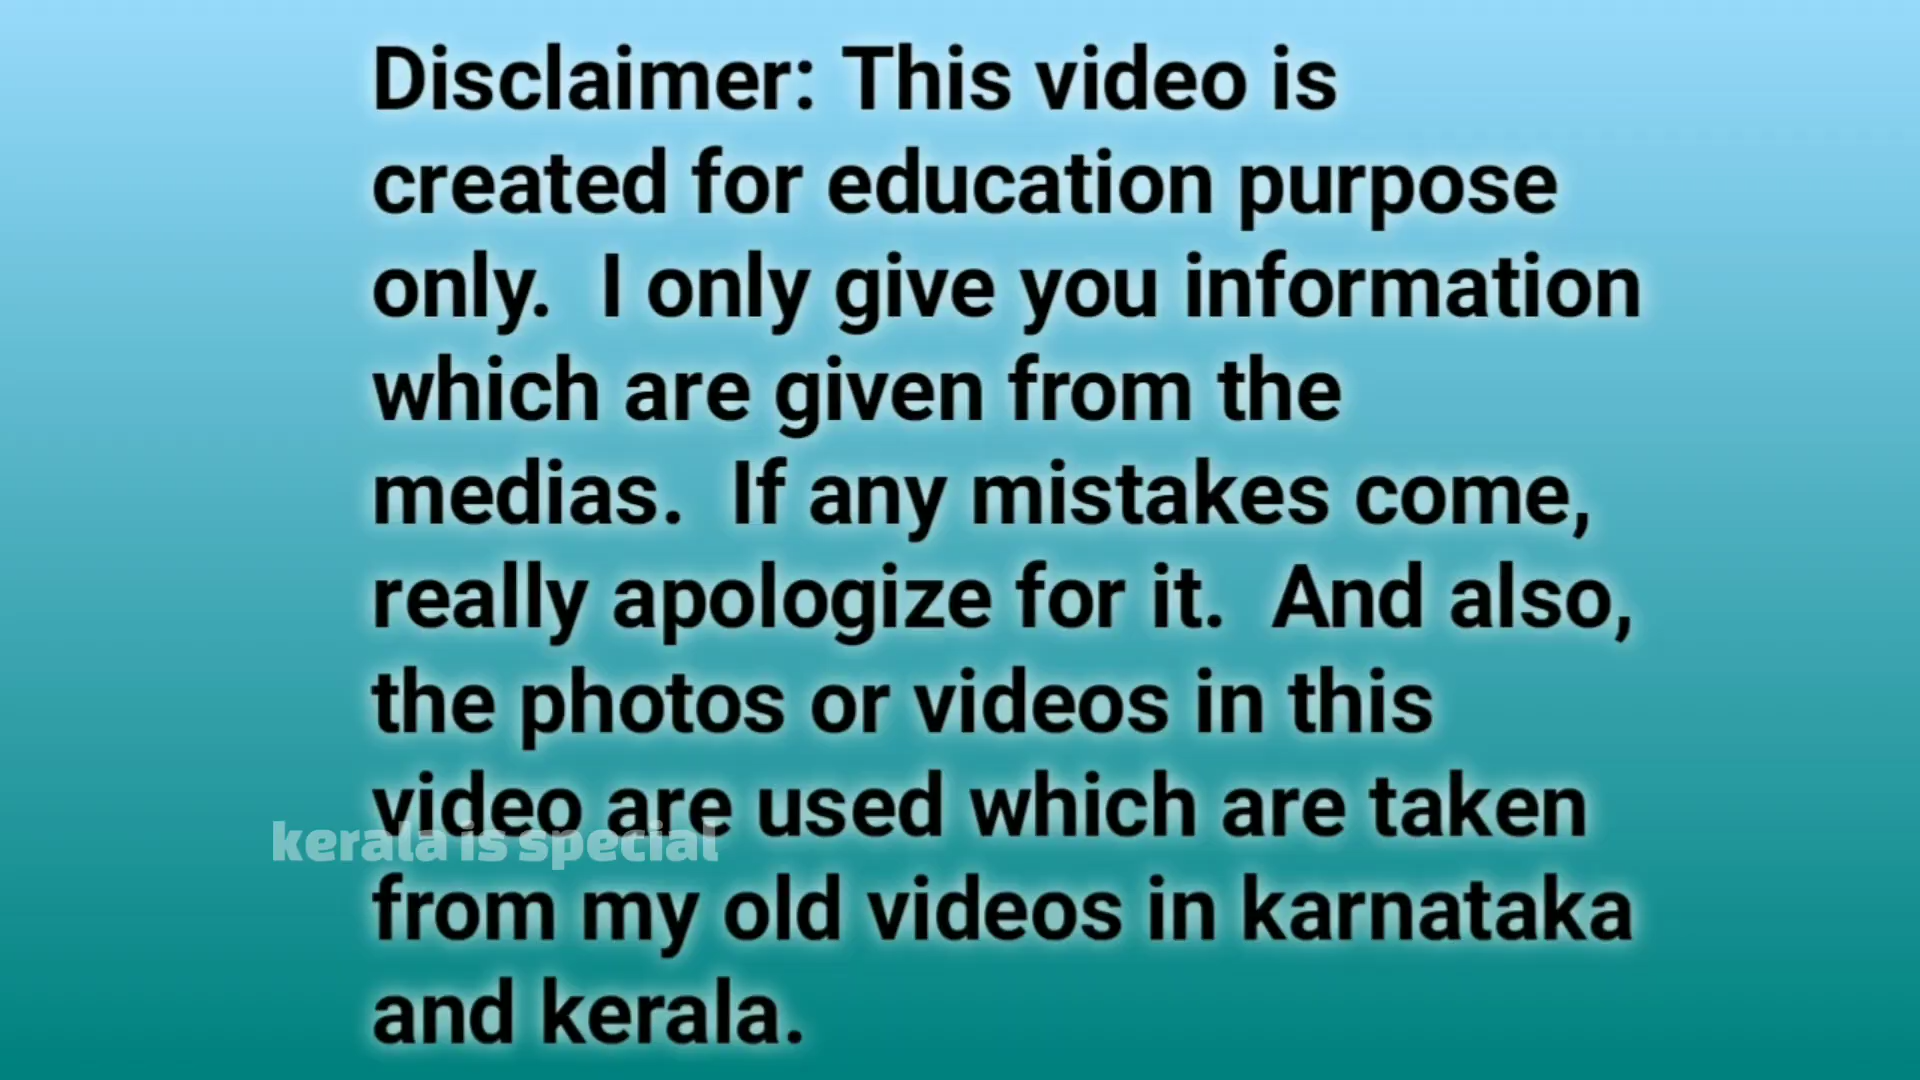 Disclaimer: This video is
created for education purpose
only. I only give you information
which are given from the
medias. If any mistakes come,
really apologize for it. And also,
the photos or videos in this
video are used which are taken
kerala is special
from my old videos in karnataka
and kerala.